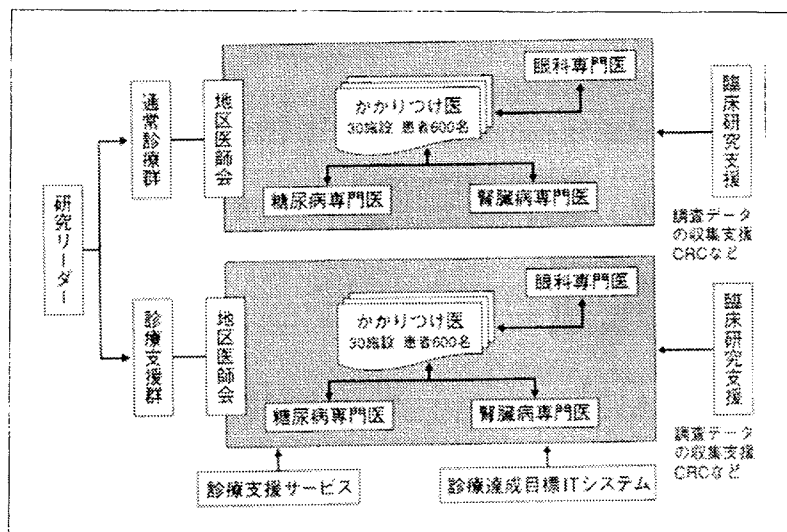 研究リーダー
通常診療群
地区医師会
眼科専門医
かかりつけ医
30施設 患者600名
糖尿病専門医
腎臓病専門医
臨床研究支援
調査データ
の収集支援
CRCなど
診療支援群
地区医師会
眼科専門医
かかりつけ医
30施設 患者600名
糖尿病専門医
腎臓病専門医
臨床研究支援
調査データ
の収集支援
CRCなど
診療支援サービス
診療達成目標ITシステム